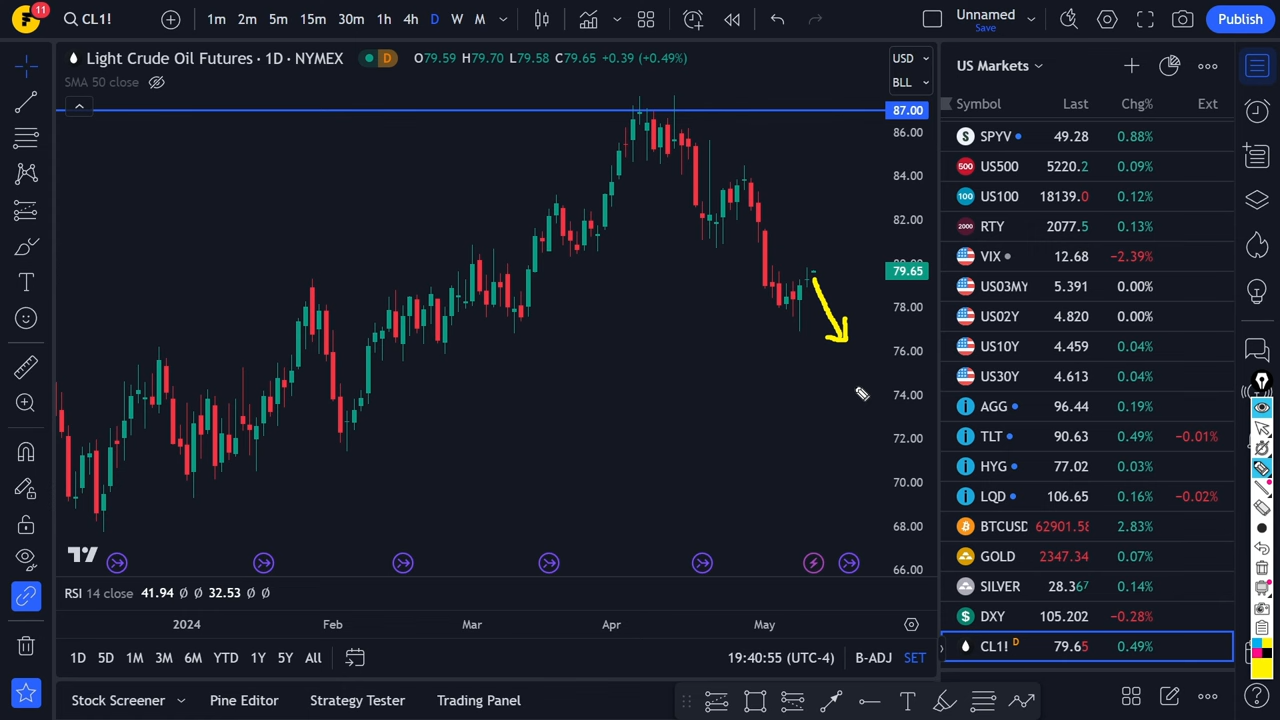 11
CL1!
1m 2m 5m 15m 30m 1h 4h D W M
Unnamed
Save
Publish
Light Crude Oil Futures · 1D · NYMEX D O79.59 H79.70 L79.58 C79.65 +0.39 (+0.49%)
SMA 50 close
USD
BLL
87.00
86.00
84.00
82.00
79.65
78.00
76.00
74.00
72.00
70.00
68.00
66.00
RSI 14 close 41.94 Ø Ø 32.53 Ø Ø
2024 Feb Mar Apr May
1D 5D 1M 3M 6M YTD 1Y 5Y All
19:40:55 (UTC-4) B-ADJ SET
Stock Screener Pine Editor Strategy Tester Trading Panel
US Markets
Symbol Last Chg% Ext
SPYV 49.28 0.88%
500 US500 5220.2 0.09%
100 US100 18139.0 0.12%
2000 RTY 2077.5 0.13%
VIX 12.68 −2.39%
US03MY 5.391 0.00%
US02Y 4.820 0.00%
US10Y 4.459 0.04%
US30Y 4.613 0.04%
AGG 96.44 0.19%
TLT 90.63 0.49% −0.01%
HYG 77.02 0.03%
LQD 106.65 0.16% −0.02%
BTCUSD 62901.58 2.83%
GOLD 2347.34 0.07%
SILVER 28.367 0.14%
DXY 105.202 −0.28%
CL1! D 79.65 0.49%